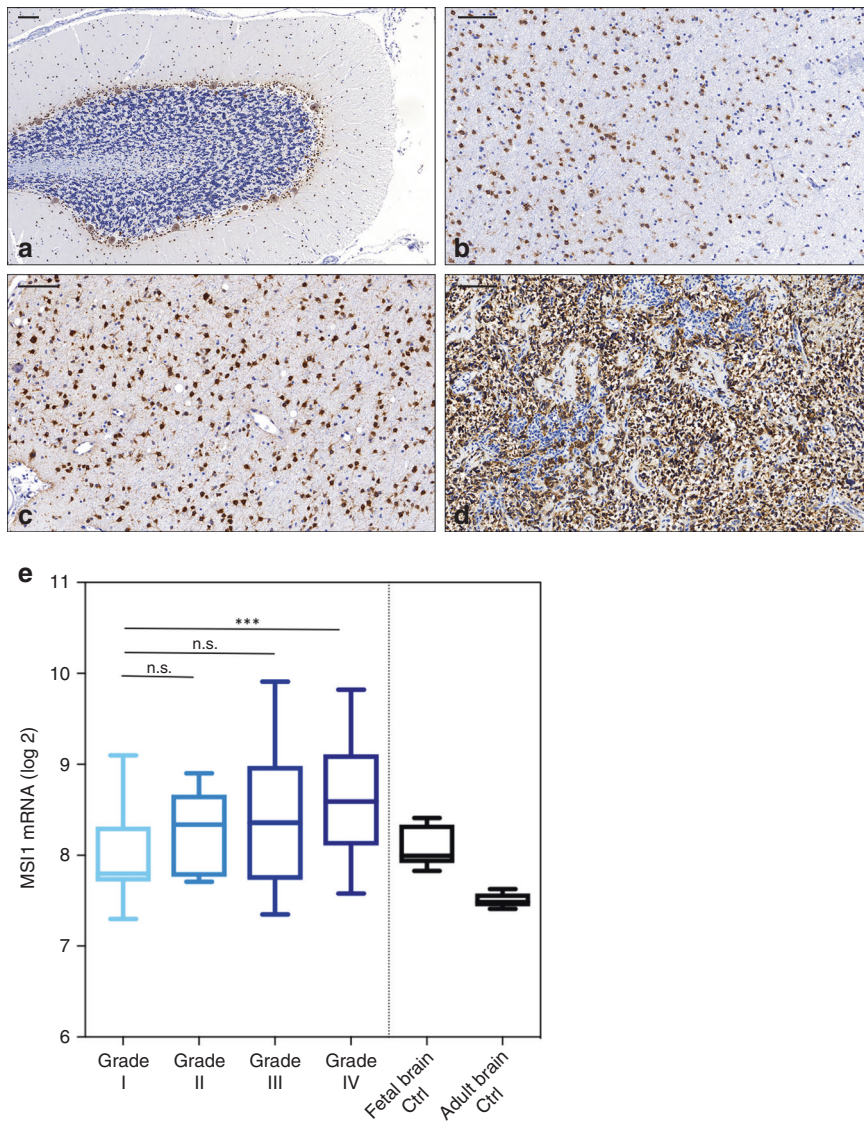 a
b
c
d
e
MSI1 mRNA (log 2)
11
10
9
8
7
6
***
n.s.
n.s.
Grade
I
Grade
II
Grade
III
Grade
IV
Fetal brain
Ctrl
Adult brain
Ctrl